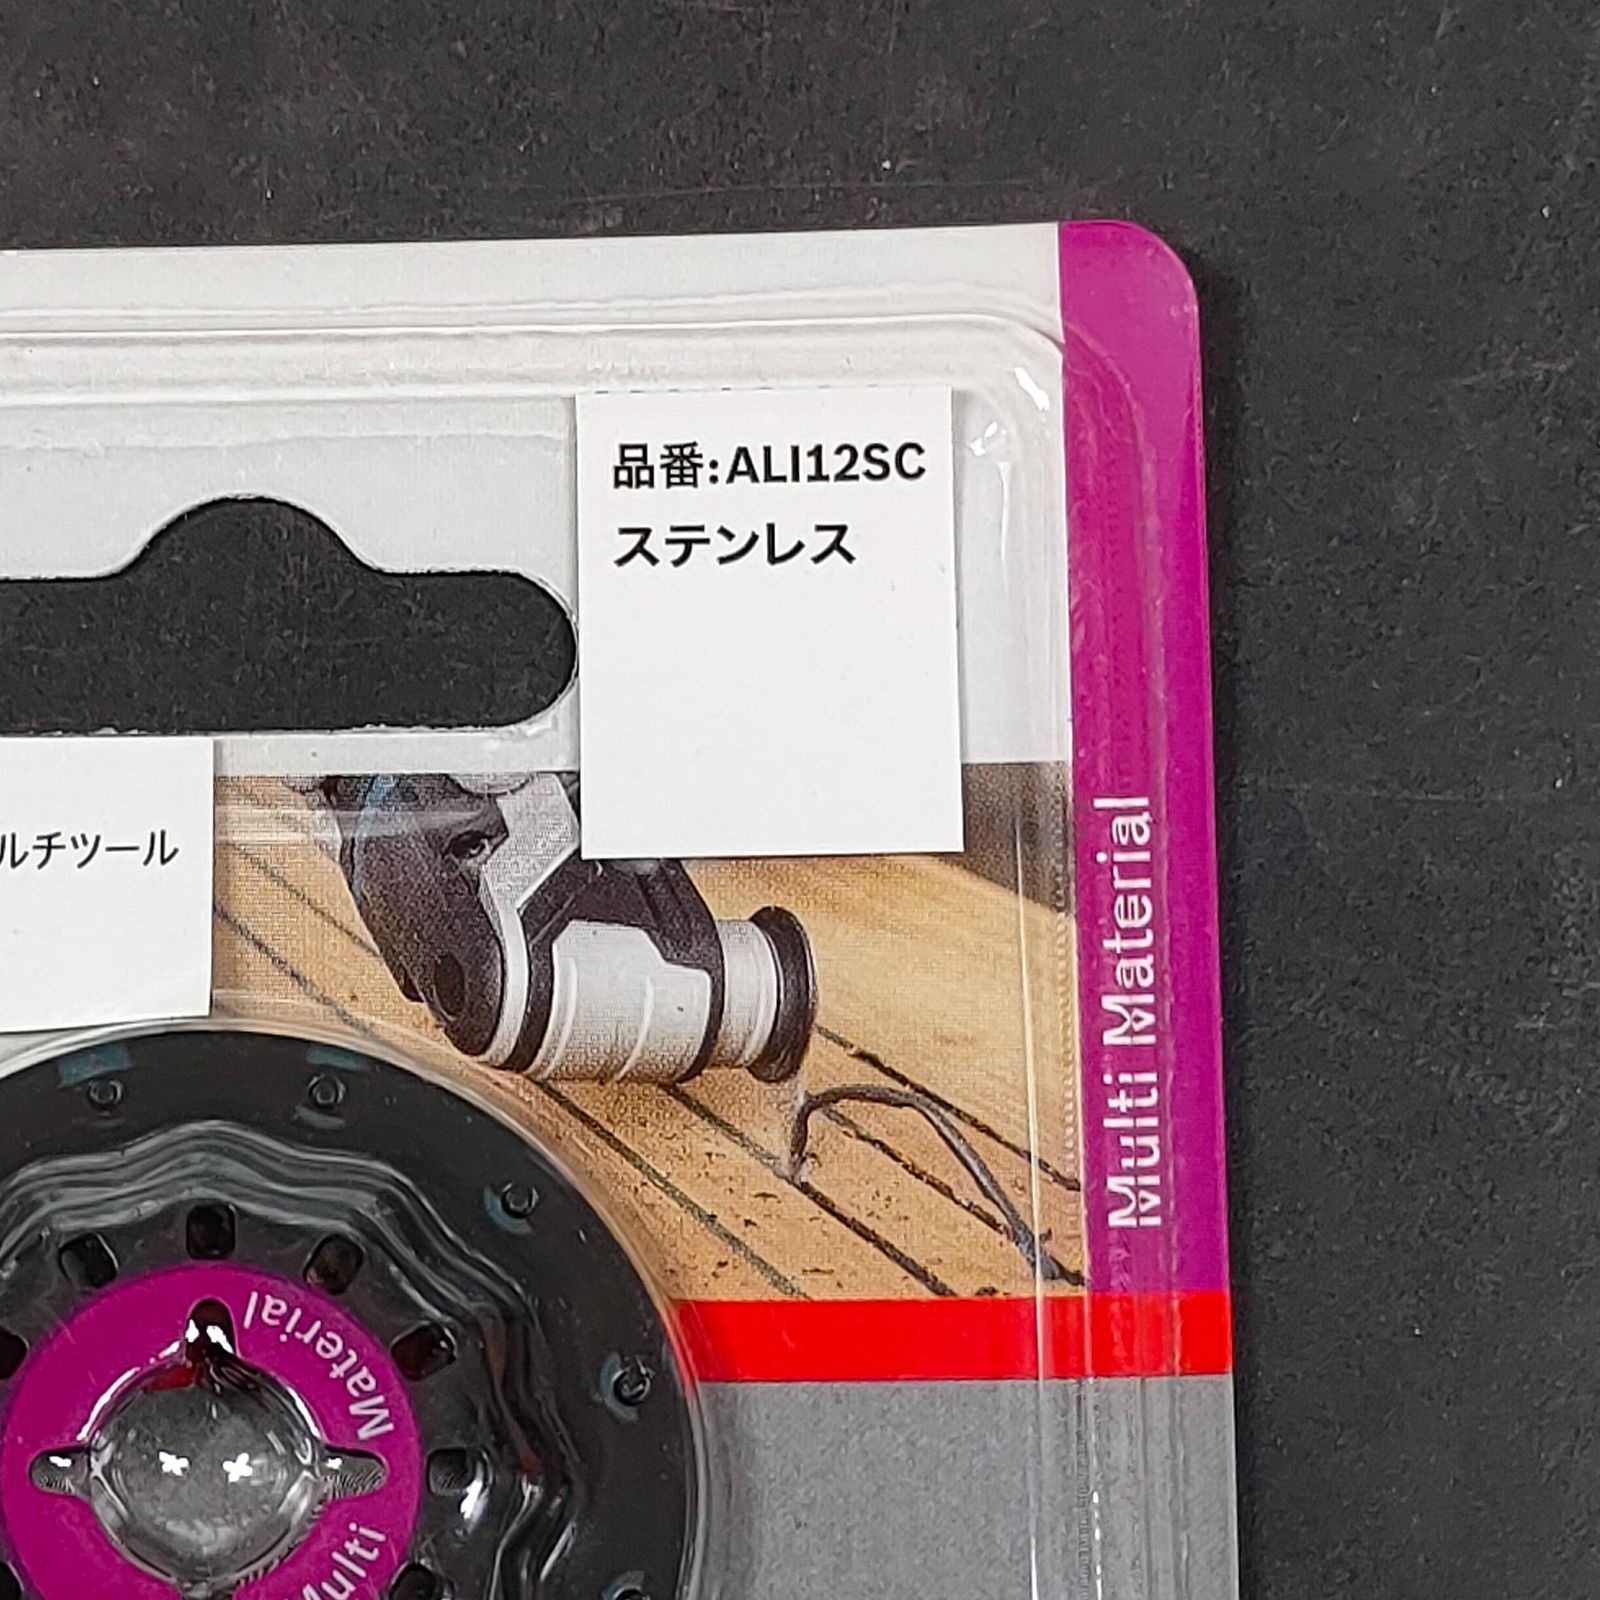 品番:ALI12SC
ステンレス
ルチツール
Multi Material
Material
Multi